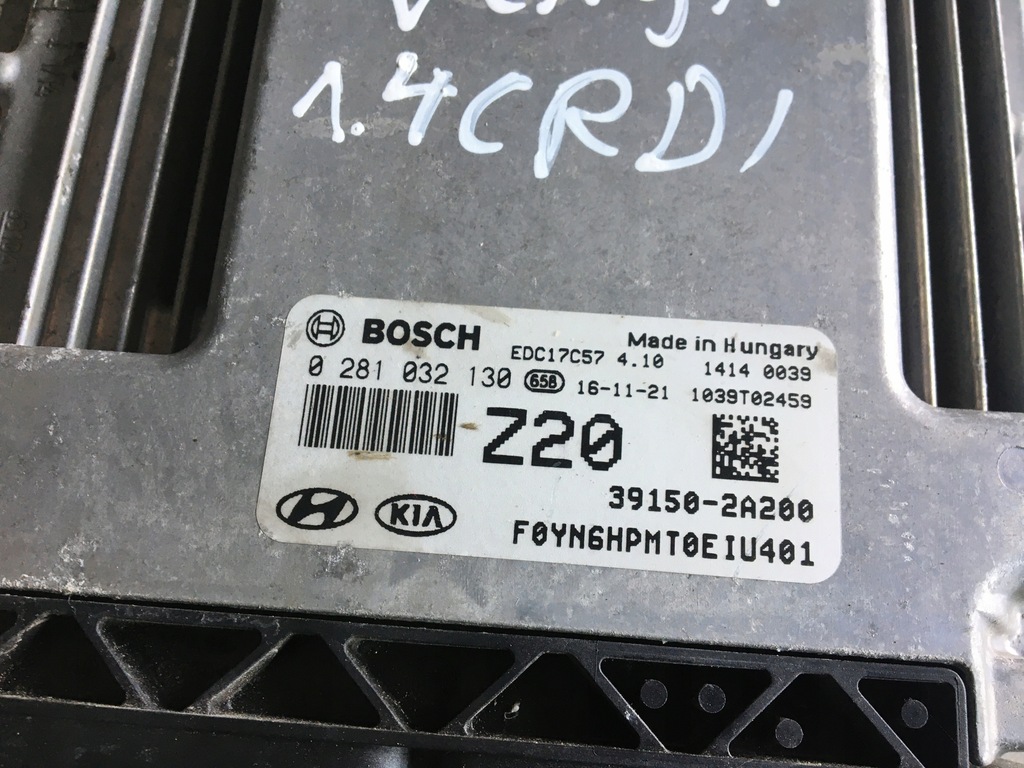 1.4CRDI
BOSCH
Made in Hungary
0 281 032 130
EDC17C57 4.10
1414 0039
658
16-11-21
1039T02459
Z20
39150-2A200
KIA
F0YN6HPMT0EIU401